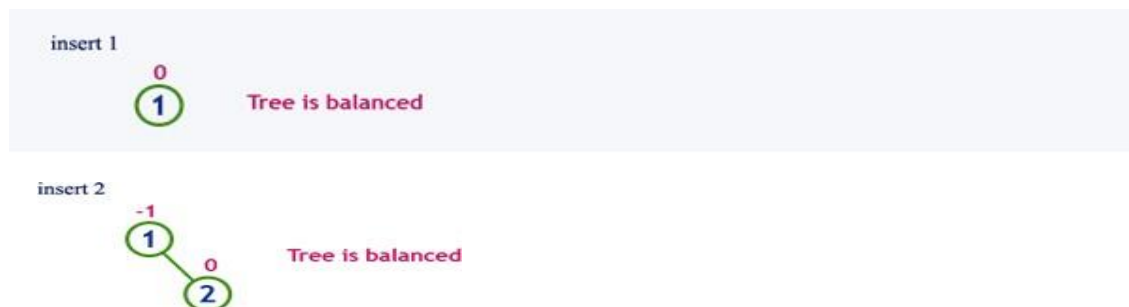 insert 1
0
1 Tree is balanced
insert 2
-1
1
0
Tree is balanced
2